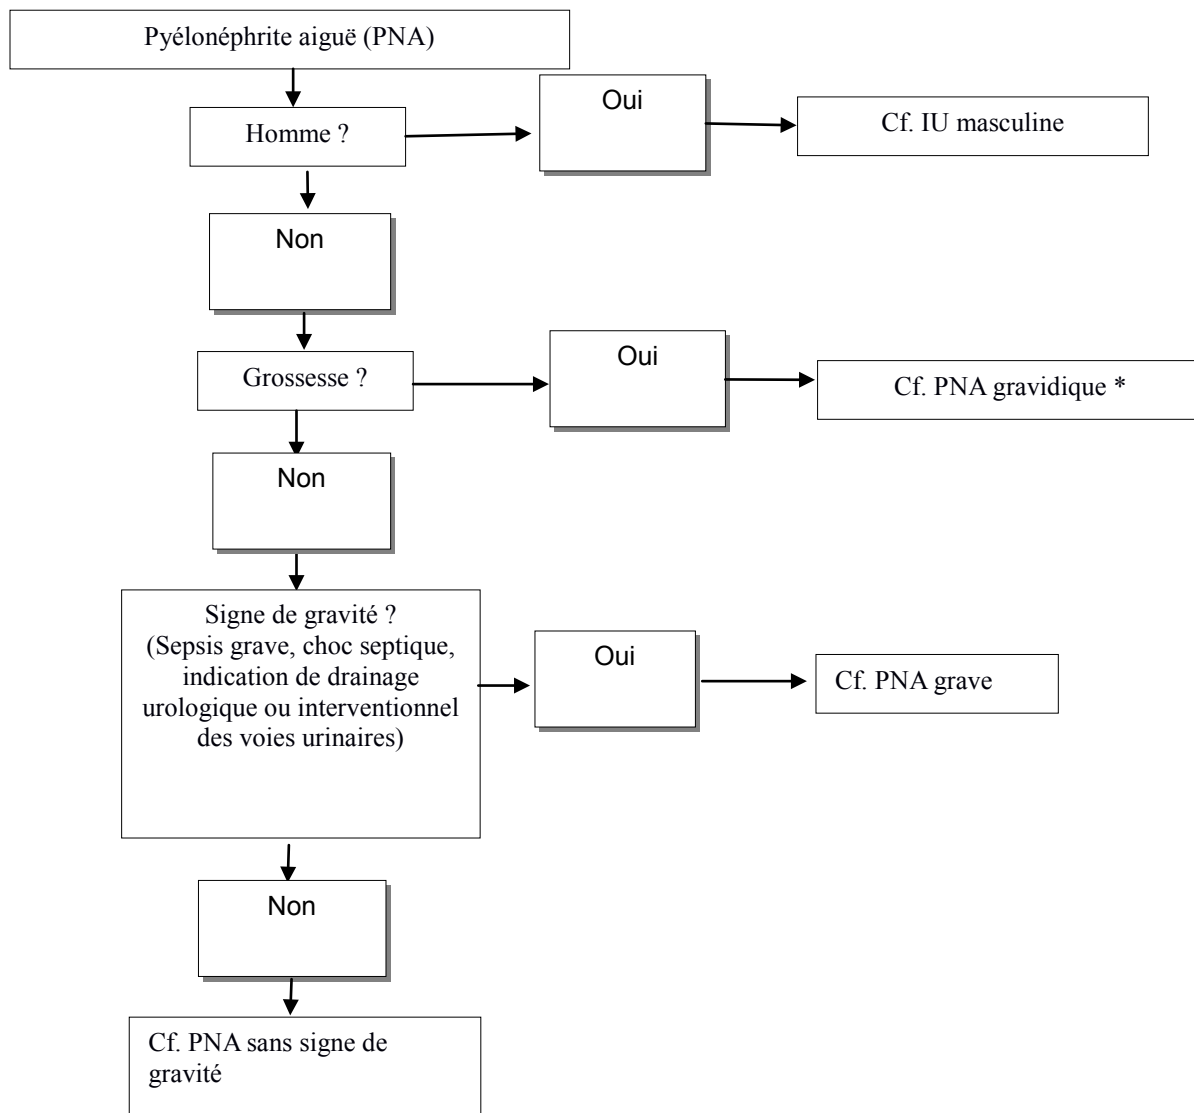 Pyélonéphrite aiguë (PNA)
Homme ?
Oui
Cf. IU masculine
Non
Grossesse ?
Oui
Cf. PNA gravidique *
Non
Signe de gravité ?
(Sepsis grave, choc septique,
indication de drainage
urologique ou interventionnel
des voies urinaires)
Oui
Cf. PNA grave
Non
Cf. PNA sans signe de
gravité